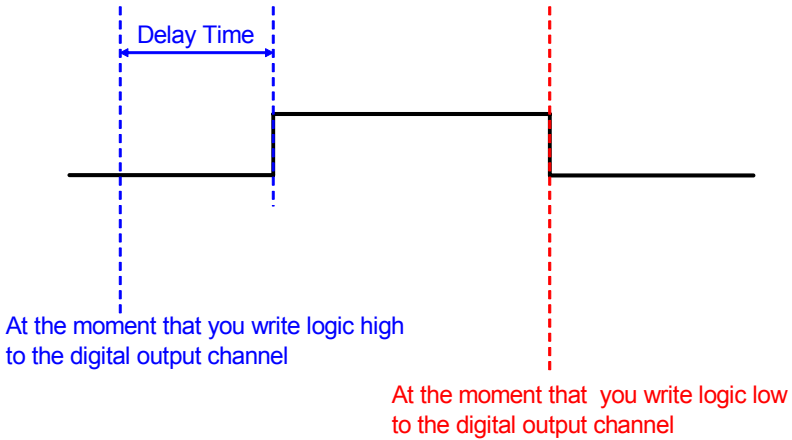 Delay Time
At the moment that you write logic high
to the digital output channel
At the moment that  you write logic low
to the digital output channel